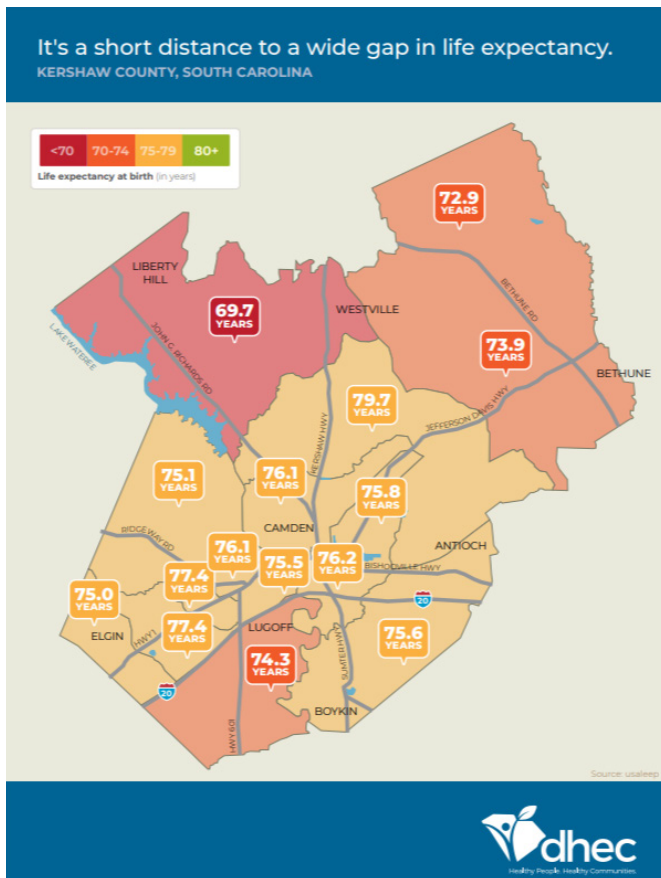 It's a short distance to a wide gap in life expectancy.
KERSHAW COUNTY, SOUTH CAROLINA
<70 70-74 75-79 80+
Life expectancy at birth (in years)
72.9
YEARS
LIBERTY
HILL
BETHUNE RD
69.7
YEARS
WESTVILLE
LAKE WATEREE
JOHN G. RICHARDS RD
73.9
YEARS
BETHUNE
79.7
YEARS
JEFFERSON DAVIS HWY
KERSHAW HWY
75.1
YEARS
76.1
YEARS
75.8
YEARS
CAMDEN
RIDGEWAY RD
ANTIOCH
76.1
YEARS
75.5
YEARS
76.2
YEARS
BISHOPVILLE HWY
77.4
YEARS
75.0
YEARS
20
ELGIN
HWY 1
77.4
YEARS
LUGOFF
75.6
YEARS
SUMTER HWY
74.3
YEARS
20
BOYKIN
HWY 601
Source: usaleep
dhec
Healthy People. Healthy Communities.